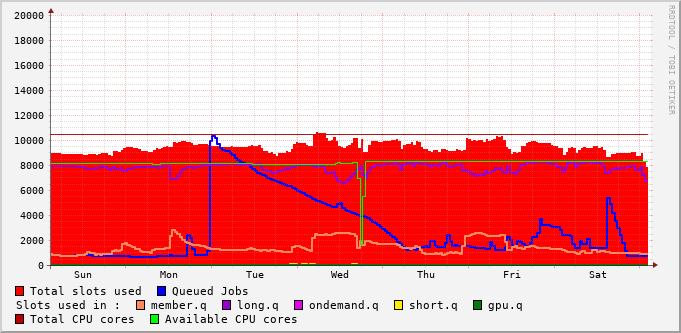 20000
18000
16000
14000
12000
10000
8000
6000
4000
2000
0
Sun Mon Tue Wed Thu Fri Sat
Total slots used Queued Jobs
Slots used in : member.q long.q ondemand.q short.q gpu.q
Total CPU cores Available CPU cores
RRDTOOL / TOBI OETIKER